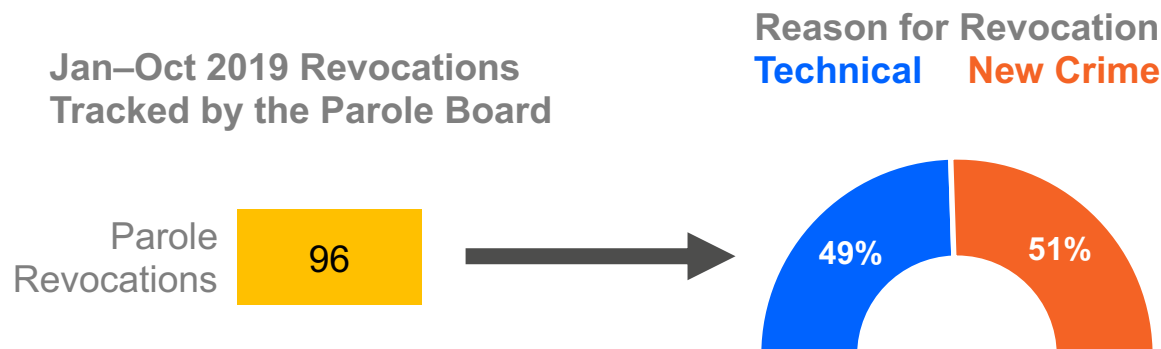 Jan–Oct 2019 Revocations
Tracked by the Parole Board
Parole
Revocations
96
Reason for Revocation
Technical New Crime
49%
51%